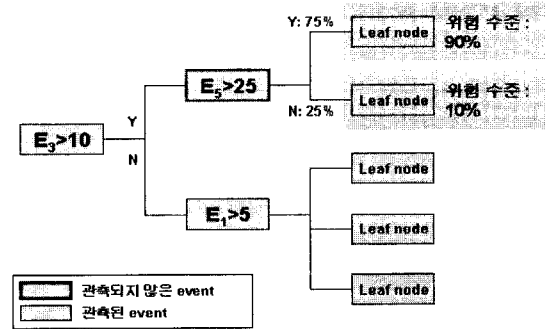 Y: 75%
Leaf node
위험 수준 :
90%
E₅>25
N: 25%
Leaf node
위험 수준 :
10%
Y
E₃>10
N
Leaf node
E₁>5
Leaf node
Leaf node
관측되지 않은 event
관측된 event